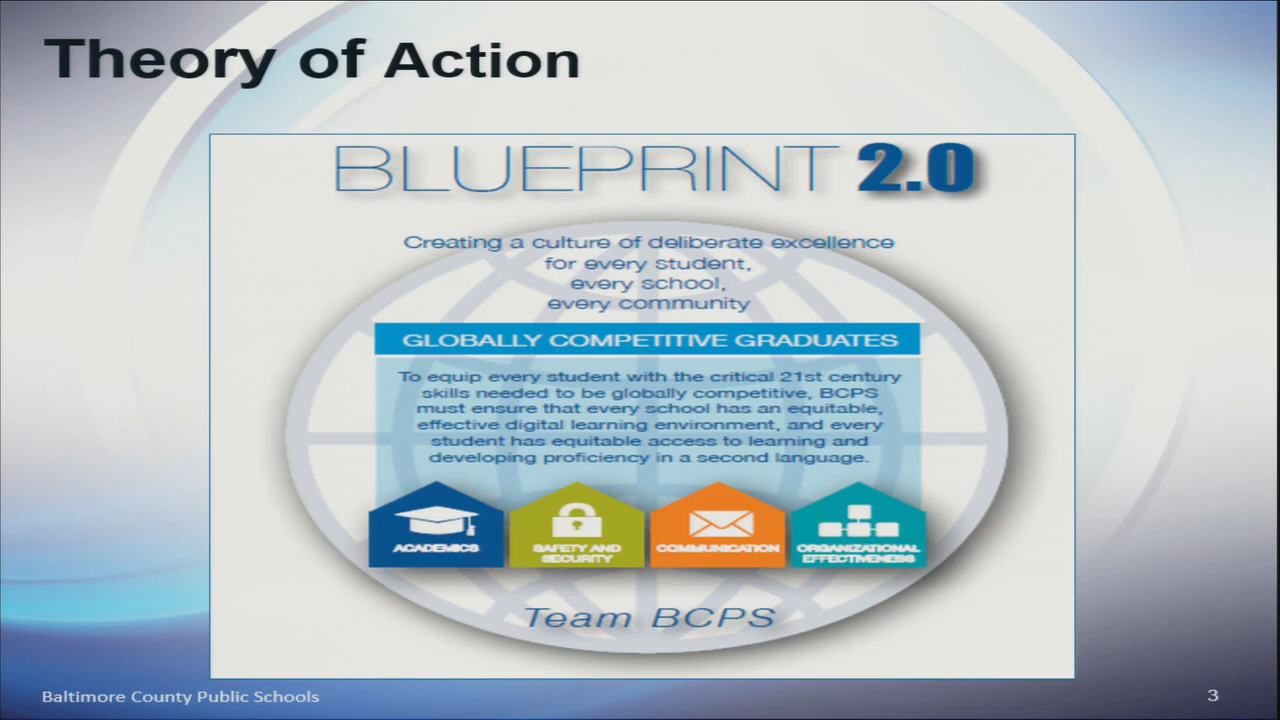 Theory of Action
BLUEPRINT 2.0
Creating a culture of deliberate excellence
for every student,
every school,
every community
GLOBALLY COMPETITIVE GRADUATES
To equip every student with the critical 21st century
skills needed to be globally competitive, BCPS
must ensure that every school has an equitable,
effective digital learning environment, and every
student has equitable access to learning and
developing proficiency in a second language.
ACADEMICS
SAFETY AND
SECURITY
COMMUNICATION
ORGANIZATIONAL
EFFECTIVENESS
Team BCPS
Baltimore County Public Schools
3